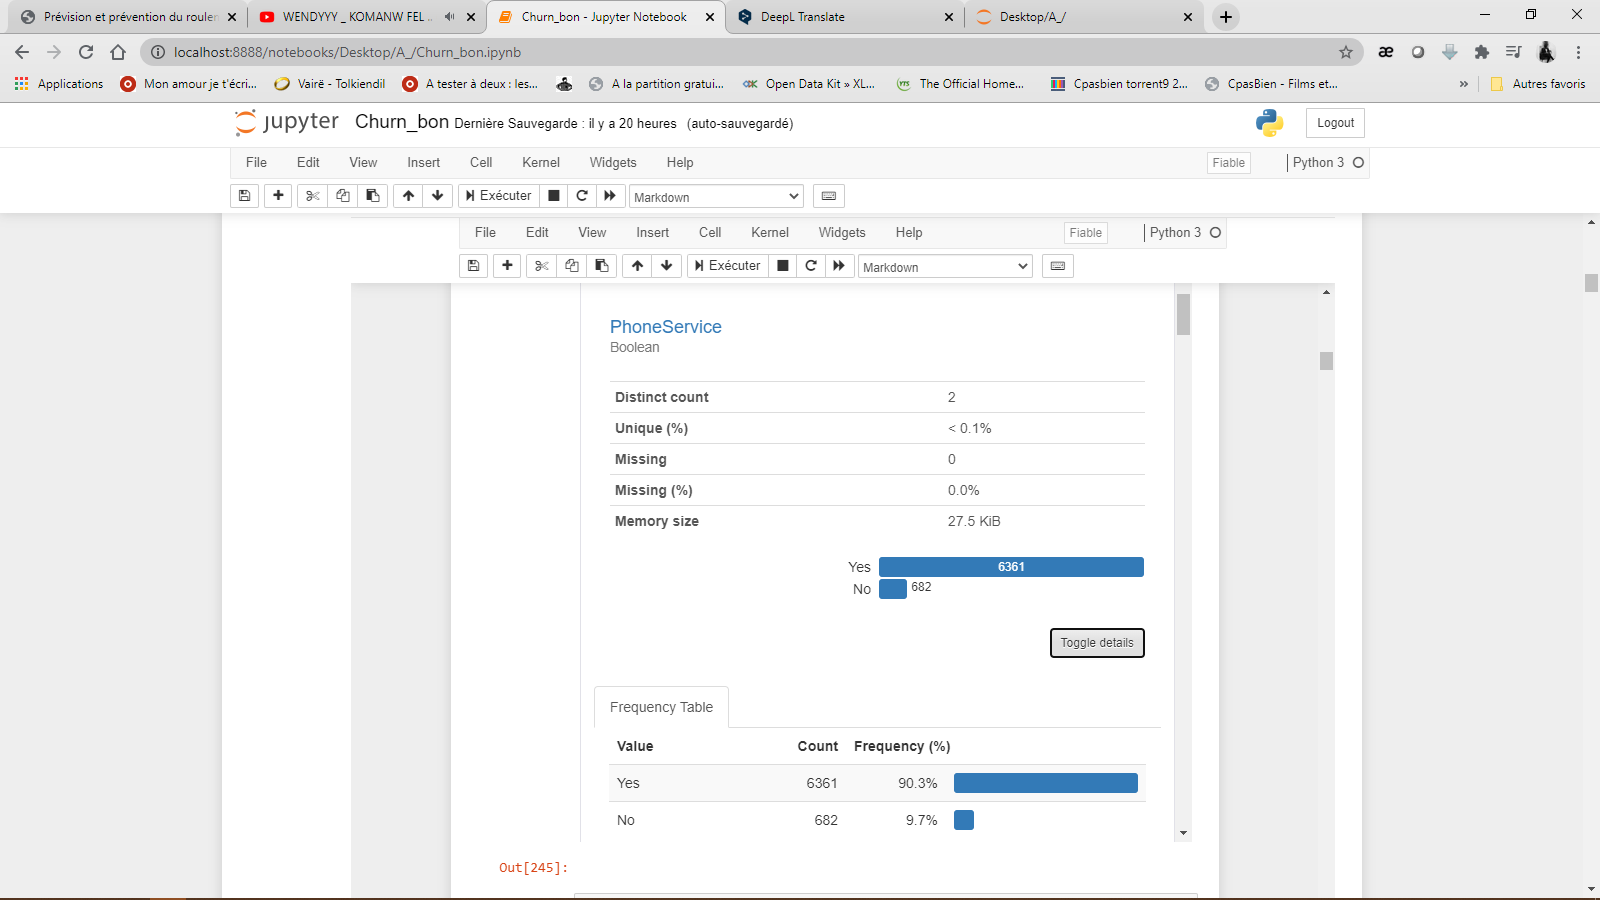 Prévision et prévention du roulem
WENDYYY _ KOMANW FEL ...
Churn_bon - Jupyter Notebook
DeepL Translate
Desktop/A_/
localhost:8888/notebooks/Desktop/A_/Churn_bon.ipynb
Applications
Mon amour je t'écri...
Vairë - Tolkiendil
A tester à deux : les...
A la partition gratui...
Open Data Kit » XL...
The Official Home...
Cpasbien torrent9 2...
CpasBien - Films et...
»
Autres favoris
jupyter Churn_bon Dernière Sauvegarde : il y a 20 heures (auto-sauvegardé)
Logout
File Edit View Insert Cell Kernel Widgets Help
Fiable
Python 3
Exécuter
Markdown
File Edit View Insert Cell Kernel Widgets Help
Fiable
Python 3
Exécuter
Markdown
PhoneService
Boolean
Distinct count 2
Unique (%) < 0.1%
Missing 0
Missing (%) 0.0%
Memory size 27.5 KiB
Yes 6361
No 682
Toggle details
Frequency Table
Value Count Frequency (%)
Yes 6361 90.3%
No 682 9.7%
Out[245]: